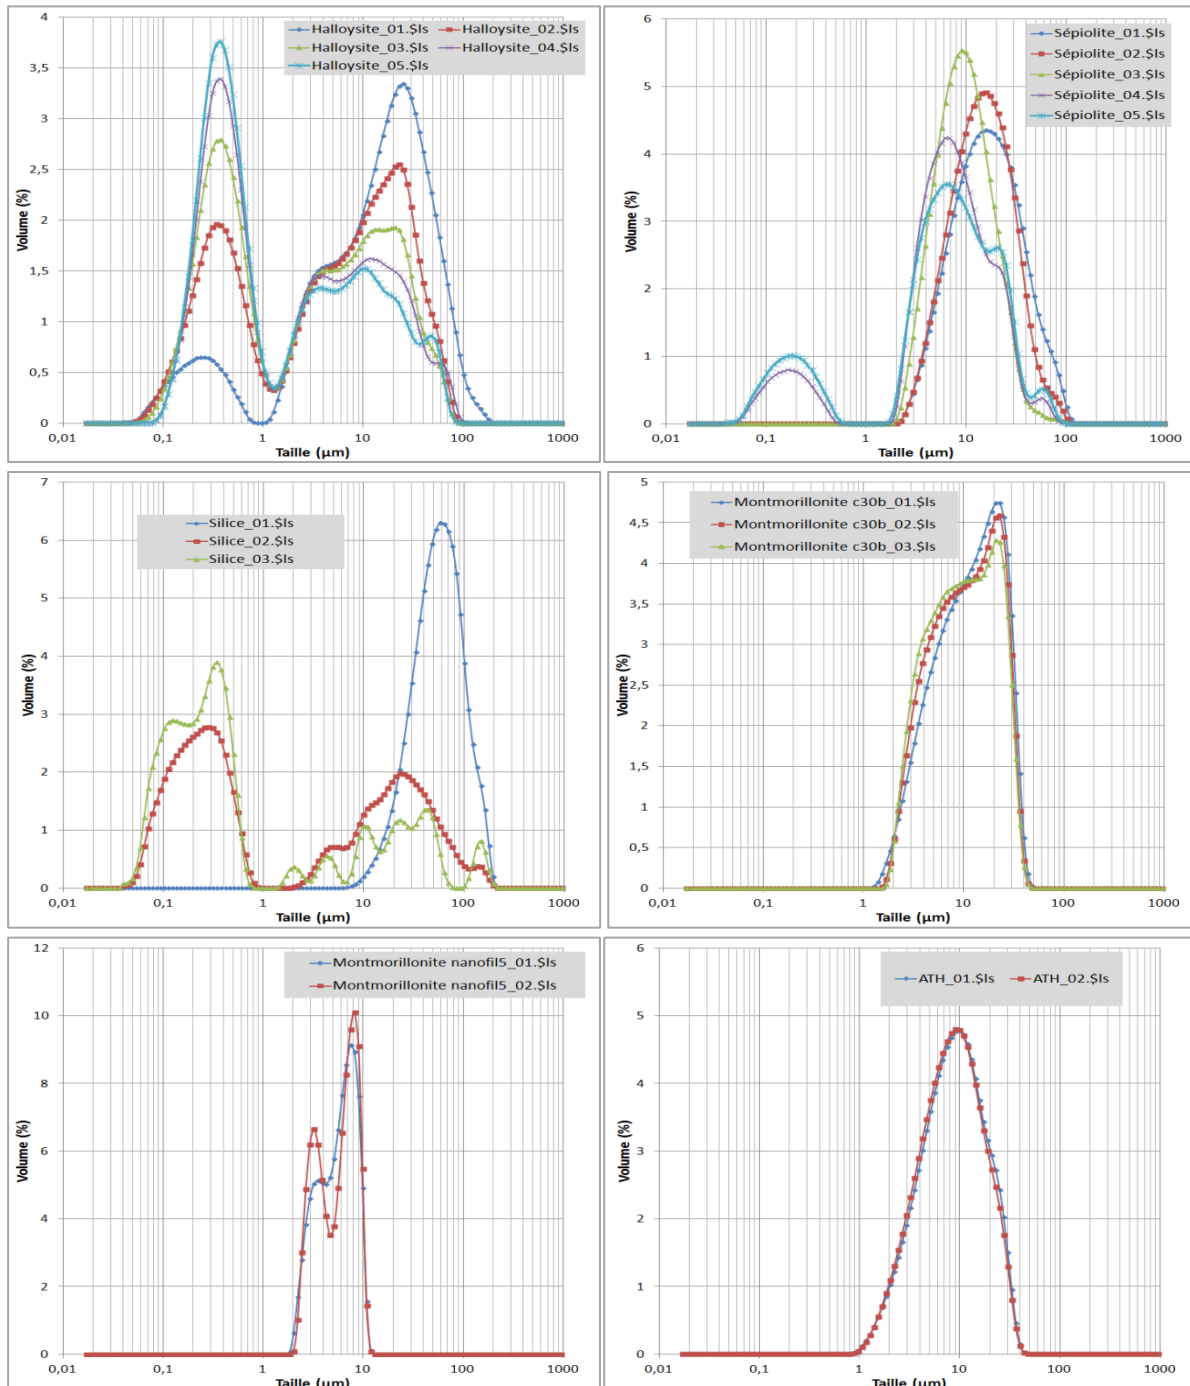 4
3,5
3
2,5
2
1,5
1
0,5
0
Volume (%)
Halloysite_01.$ls Halloysite_02.$ls
Halloysite_03.$ls Halloysite_04.$ls
Halloysite_05.$ls
0,01 0,1 1 10 100 1000
Taille (µm)
6
5
4
3
2
1
0
Volume (%)
Sépiolite_01.$ls
Sépiolite_02.$ls
Sépiolite_03.$ls
Sépiolite_04.$ls
Sépiolite_05.$ls
0,01 0,1 1 10 100 1000
Taille (µm)
7
6
5
4
3
2
1
0
Volume (%)
Silice_01.$ls
Silice_02.$ls
Silice_03.$ls
0,01 0,1 1 10 100 1000
Taille (µm)
5
4,5
4
3,5
3
2,5
2
1,5
1
0,5
0
Volume (%)
Montmorillonite c30b_01.$ls
Montmorillonite c30b_02.$ls
Montmorillonite c30b_03.$ls
0,01 0,1 1 10 100 1000
Taille (µm)
12
10
8
6
4
2
0
Volume (%)
Montmorillonite nanofil5_01.$ls
Montmorillonite nanofil5_02.$ls
0,01 0,1 1 10 100 1000
Taille (µm)
6
5
4
3
2
1
0
Volume (%)
ATH_01.$ls ATH_02.$ls
0,01 0,1 1 10 100 1000
Taille (µm)